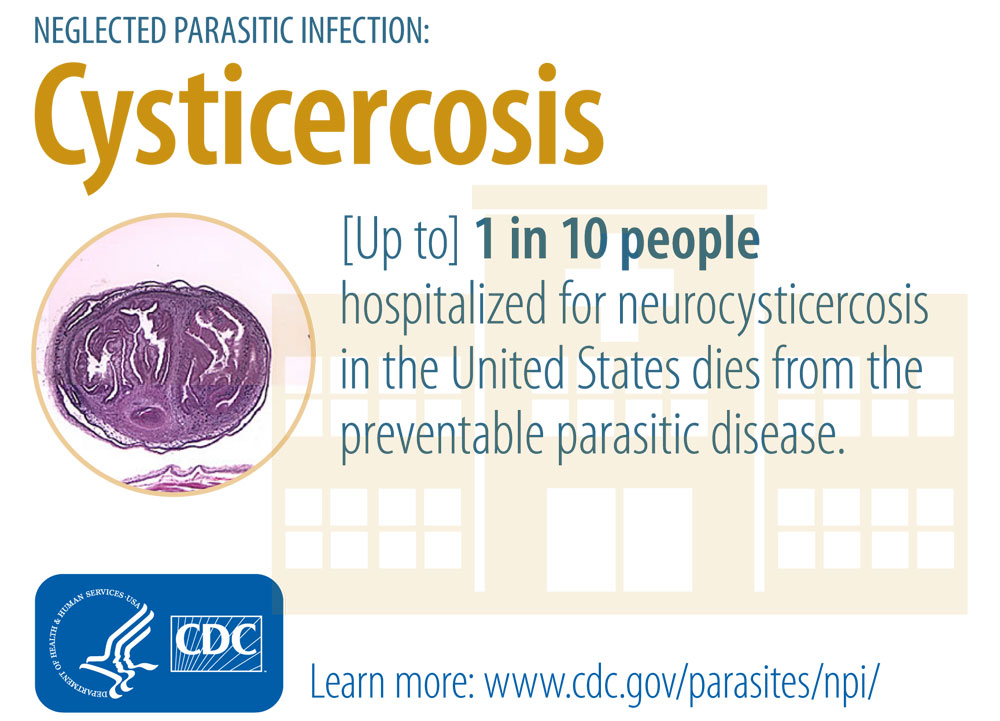 NEGLECTED PARASITIC INFECTION:
Cysticercosis
[Up to] 1 in 10 people
hospitalized for neurocysticercosis
in the United States dies from the
preventable parasitic disease.
DEPARTMENT OF HEALTH & HUMAN SERVICES·USA
CDC
Learn more: www.cdc.gov/parasites/npi/